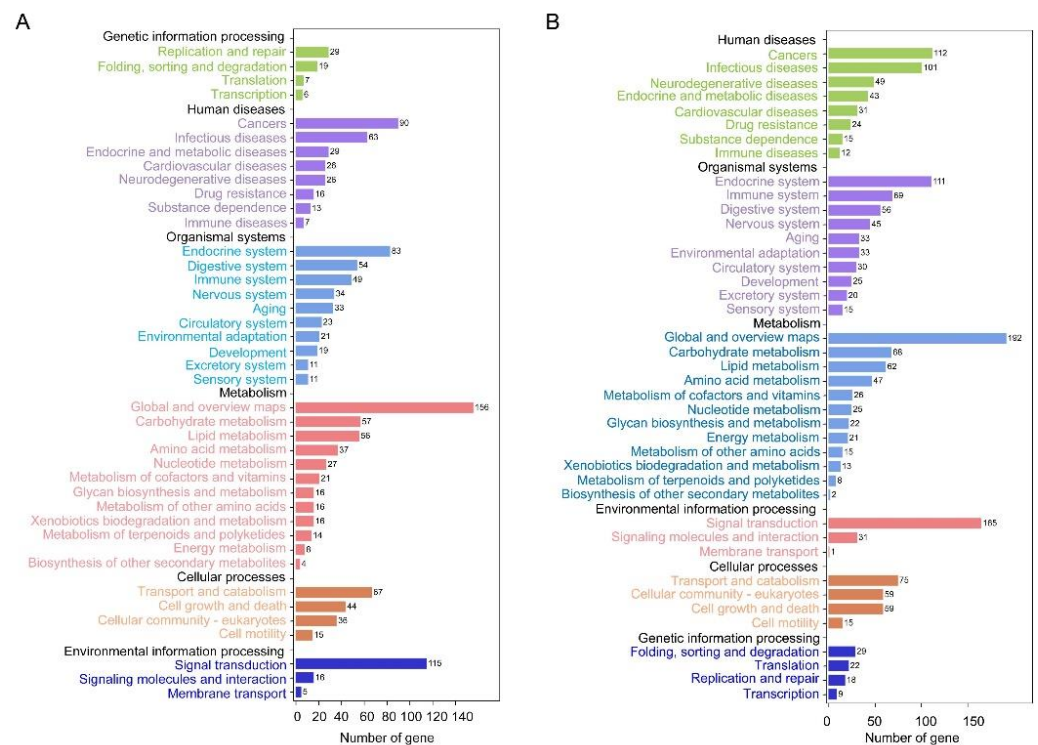 A
Genetic information processing
Replication and repair 29
Folding, sorting and degradation 19
Translation 7
Transcription 6
Human diseases
Cancers 90
Infectious diseases 63
Endocrine and metabolic diseases 29
Cardiovascular diseases 26
Neurodegenerative diseases 26
Drug resistance 16
Substance dependence 13
Immune diseases 7
Organismal systems
Endocrine system 83
Digestive system 54
Immune system 49
Nervous system 34
Aging 33
Circulatory system 23
Environmental adaptation 21
Development 19
Excretory system 11
Sensory system 11
Metabolism
Global and overview maps 156
Carbohydrate metabolism 57
Lipid metabolism 56
Amino acid metabolism 37
Nucleotide metabolism 27
Metabolism of cofactors and vitamins 21
Glycan biosynthesis and metabolism 16
Metabolism of other amino acids 16
Xenobiotics biodegradation and metabolism 16
Metabolism of terpenoids and polyketides 14
Energy metabolism 8
Biosynthesis of other secondary metabolites 4
Cellular processes
Transport and catabolism 67
Cell growth and death 44
Cellular community - eukaryotes 36
Cell motility 15
Environmental information processing
Signal transduction 115
Signaling molecules and interaction 16
Membrane transport 5
0 20 40 60 80 100 120 140
Number of gene
B
Human diseases
Cancers 112
Infectious diseases 101
Neurodegenerative diseases 49
Endocrine and metabolic diseases 43
Cardiovascular diseases 31
Drug resistance 24
Substance dependence 15
Immune diseases 12
Organismal systems
Endocrine system 111
Immune system 69
Digestive system 56
Nervous system 45
Aging 33
Environmental adaptation 33
Circulatory system 30
Development 25
Excretory system 20
Sensory system 15
Metabolism
Global and overview maps 192
Carbohydrate metabolism 68
Lipid metabolism 62
Amino acid metabolism 47
Metabolism of cofactors and vitamins 26
Nucleotide metabolism 25
Glycan biosynthesis and metabolism 22
Energy metabolism 21
Metabolism of other amino acids 15
Xenobiotics biodegradation and metabolism 13
Metabolism of terpenoids and polyketides 8
Biosynthesis of other secondary metabolites 2
Environmental information processing
Signal transduction 165
Signaling molecules and interaction 31
Membrane transport 1
Cellular processes
Transport and catabolism 75
Cellular community - eukaryotes 59
Cell growth and death 59
Cell motility 15
Genetic information processing
Folding, sorting and degradation 29
Translation 22
Replication and repair 18
Transcription 9
0 50 100 150
Number of gene